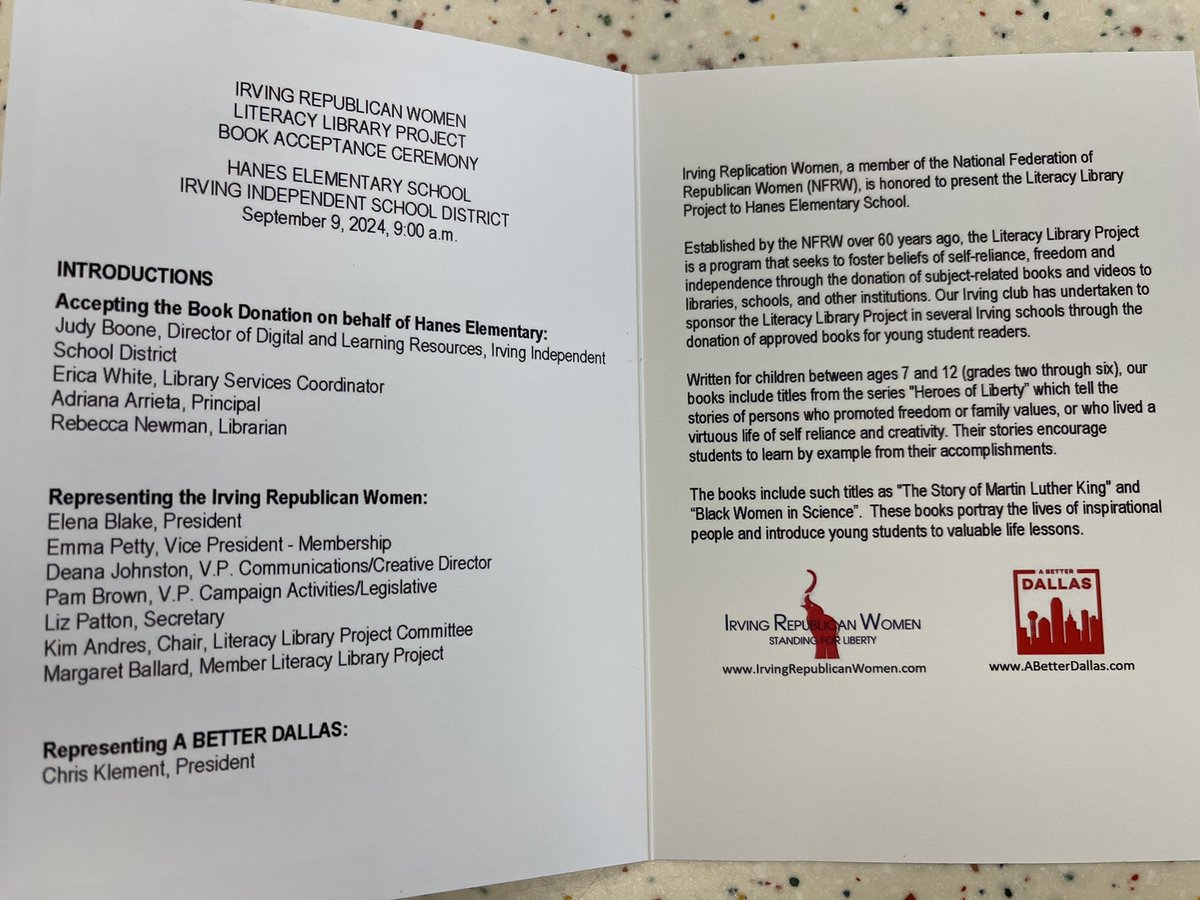 IRVING REPUBLICAN WOMEN
LITERACY LIBRARY PROJECT
BOOK ACCEPTANCE CEREMONY
HANES ELEMENTARY SCHOOL
IRVING INDEPENDENT SCHOOL DISTRICT
September 9, 2024, 9:00 a.m.
INTRODUCTIONS
Accepting the Book Donation on behalf of Hanes Elementary:
Judy Boone, Director of Digital and Learning Resources, Irving Independent
School District
Erica White, Library Services Coordinator
Adriana Arrieta, Principal
Rebecca Newman, Librarian
Representing the Irving Republican Women:
Elena Blake, President
Emma Petty, Vice President - Membership
Deana Johnston, V.P. Communications/Creative Director
Pam Brown, V.P. Campaign Activities/Legislative
Liz Patton, Secretary
Kim Andres, Chair, Literacy Library Project Committee
Margaret Ballard, Member Literacy Library Project
Representing A BETTER DALLAS:
Chris Klement, President
Irving Replication Women, a member of the National Federation of
Republican Women (NFRW), is honored to present the Literacy Library
Project to Hanes Elementary School.
Established by the NFRW over 60 years ago, the Literacy Library Project
is a program that seeks to foster beliefs of self-reliance, freedom and
independence through the donation of subject-related books and videos to
libraries, schools, and other institutions. Our Irving club has undertaken to
sponsor the Literacy Library Project in several Irving schools through the
donation of approved books for young student readers.
Written for children between ages 7 and 12 (grades two through six), our
books include titles from the series "Heroes of Liberty” which tell the
stories of persons who promoted freedom or family values, or who lived a
virtuous life of self reliance and creativity. Their stories encourage
students to learn by example from their accomplishments.
The books include such titles as "The Story of Martin Luther King" and
“Black Women in Science”. These books portray the lives of inspirational
people and introduce young students to valuable life lessons.
IRVING REPUBLICAN WOMEN
STANDING FOR LIBERTY
www.IrvingRepublicanWomen.com
A BETTER
DALLAS
www.ABetterDallas.com